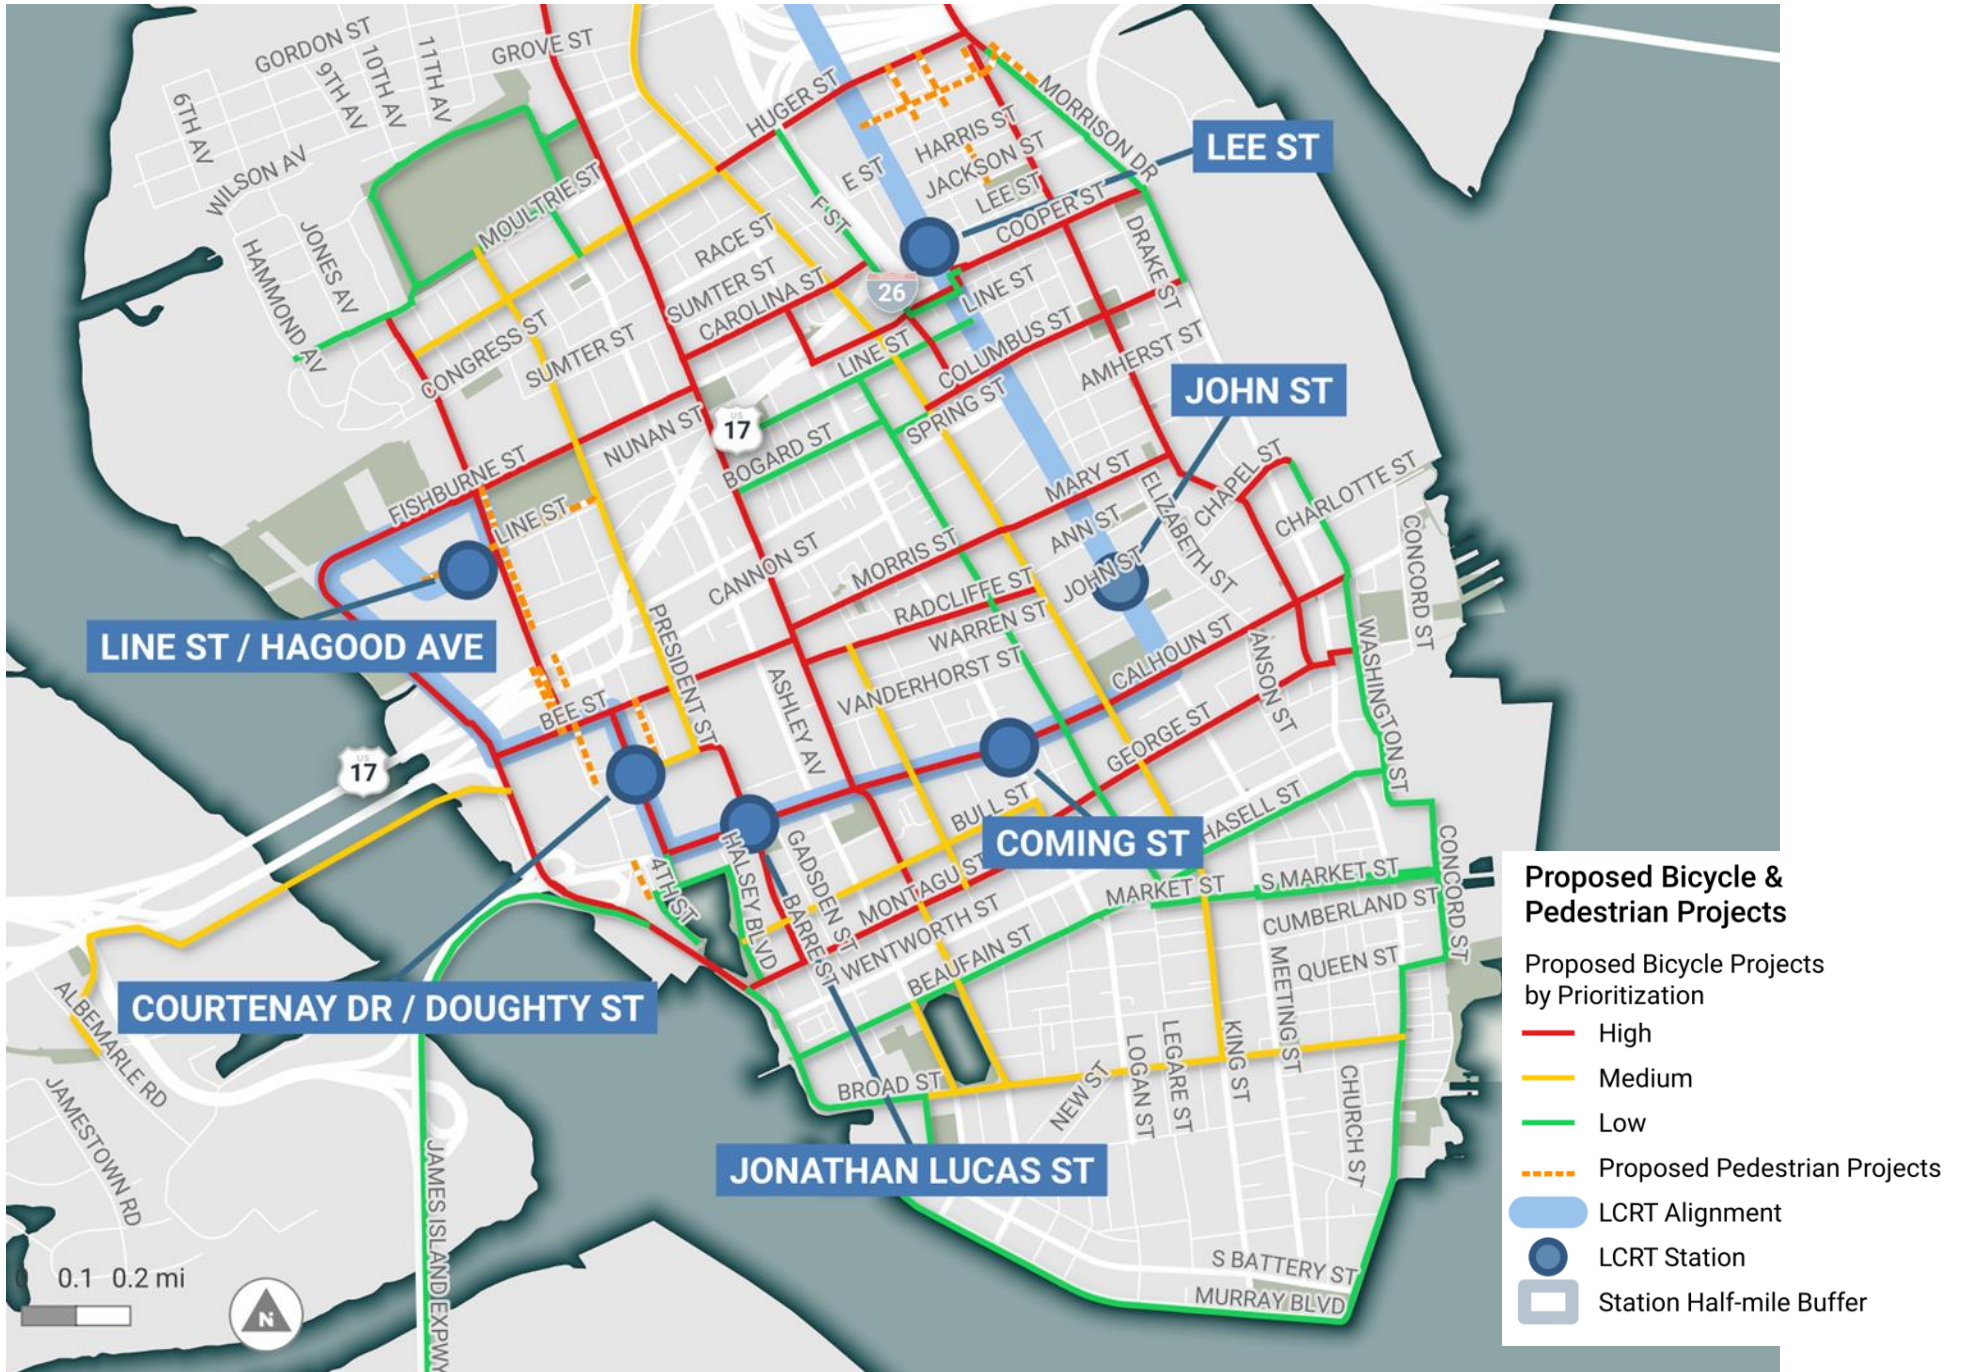 GORDON ST
9TH AV
10TH AV
11TH AV
GROVE ST
6TH AV
WILSON AV
HUGER ST
MORRISON DR
HARRIS ST
JACKSON ST
LEE ST
LEE ST
E ST
F ST
COOPER ST
MOULTRIE ST
JONES AV
HAMMOND AV
RACE ST
SUMTER ST
CAROLINA ST
26
LINE ST
DRAKE ST
CONGRESS ST
SUMTER ST
LINE ST
COLUMBUS ST
AMHERST ST
SPRING ST
JOHN ST
NUNAN ST
US
17
BOGARD ST
FISHBURNE ST
LINE ST
MARY ST
CHAPEL ST
ELIZABETH ST
CHARLOTTE ST
CONCORD ST
ANN ST
JOHN ST
CANNON ST
MORRIS ST
RADCLIFFE ST
WARREN ST
LINE ST / HAGOOD AVE
PRESIDENT ST
ASHLEY AV
VANDERHORST ST
CALHOUN ST
ANSON ST
WASHINGTON ST
BEE ST
US
17
GEORGE ST
BULL ST
COMING ST
HASELL ST
4TH ST
HALSEY BLVD
GADSDEN ST
BARRE ST
MONTAGU ST
WENTWORTH ST
BEAUFAIN ST
MARKET ST
S MARKET ST
CUMBERLAND ST
CONCORD ST
QUEEN ST
MEETING ST
COURTENAY DR / DOUGHTY ST
ALBEMARLE RD
JAMESTOWN RD
JAMES ISLAND EXPWY
BROAD ST
NEW ST
LOGAN ST
LEGARE ST
KING ST
CHURCH ST
JONATHAN LUCAS ST
S BATTERY ST
MURRAY BLVD
0 0.1 0.2 mi
N
Proposed Bicycle &
Pedestrian Projects
Proposed Bicycle Projects
by Prioritization
High
Medium
Low
Proposed Pedestrian Projects
LCRT Alignment
LCRT Station
Station Half-mile Buffer